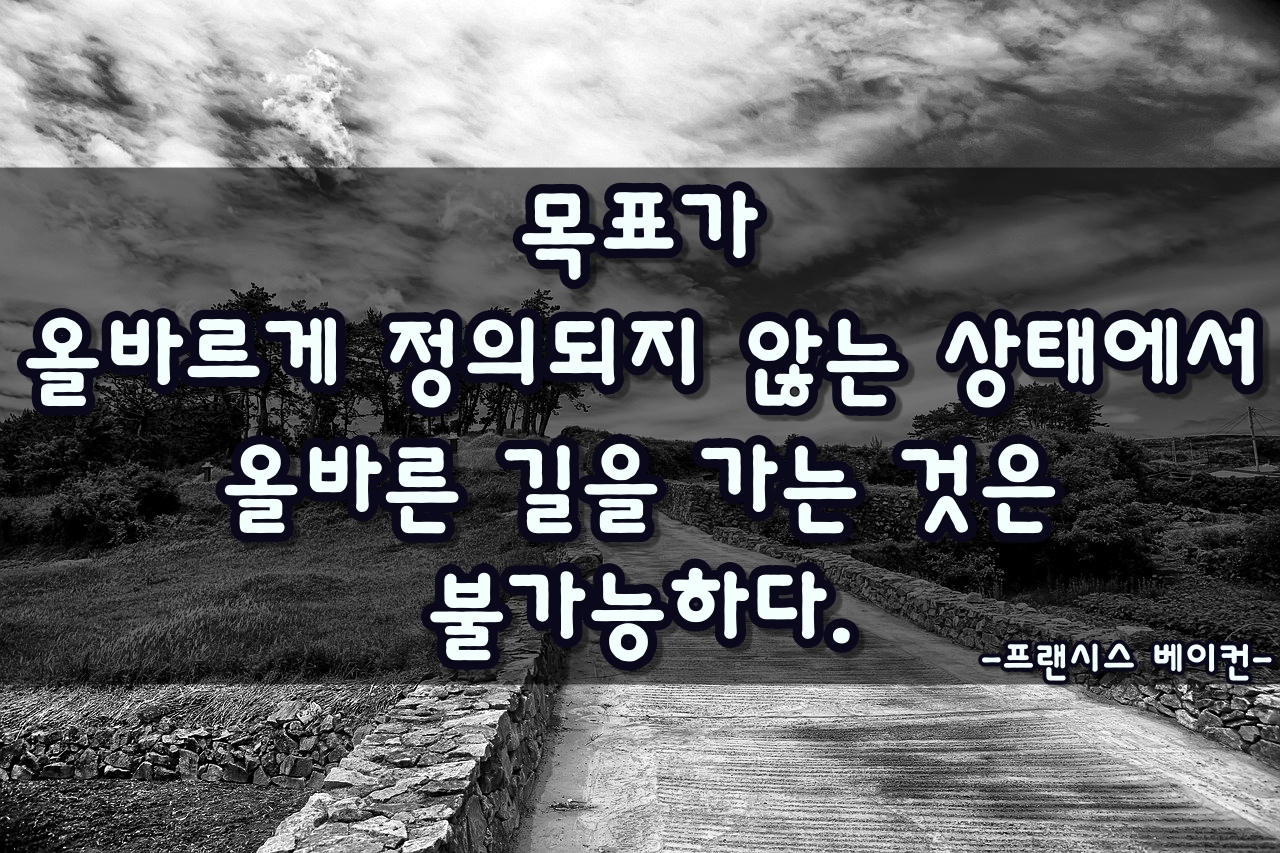 목표가
올바르게 정의되지 않는 상태에서
올바른 길을 가는 것은
불가능하다.
-프랜시스 베이컨-